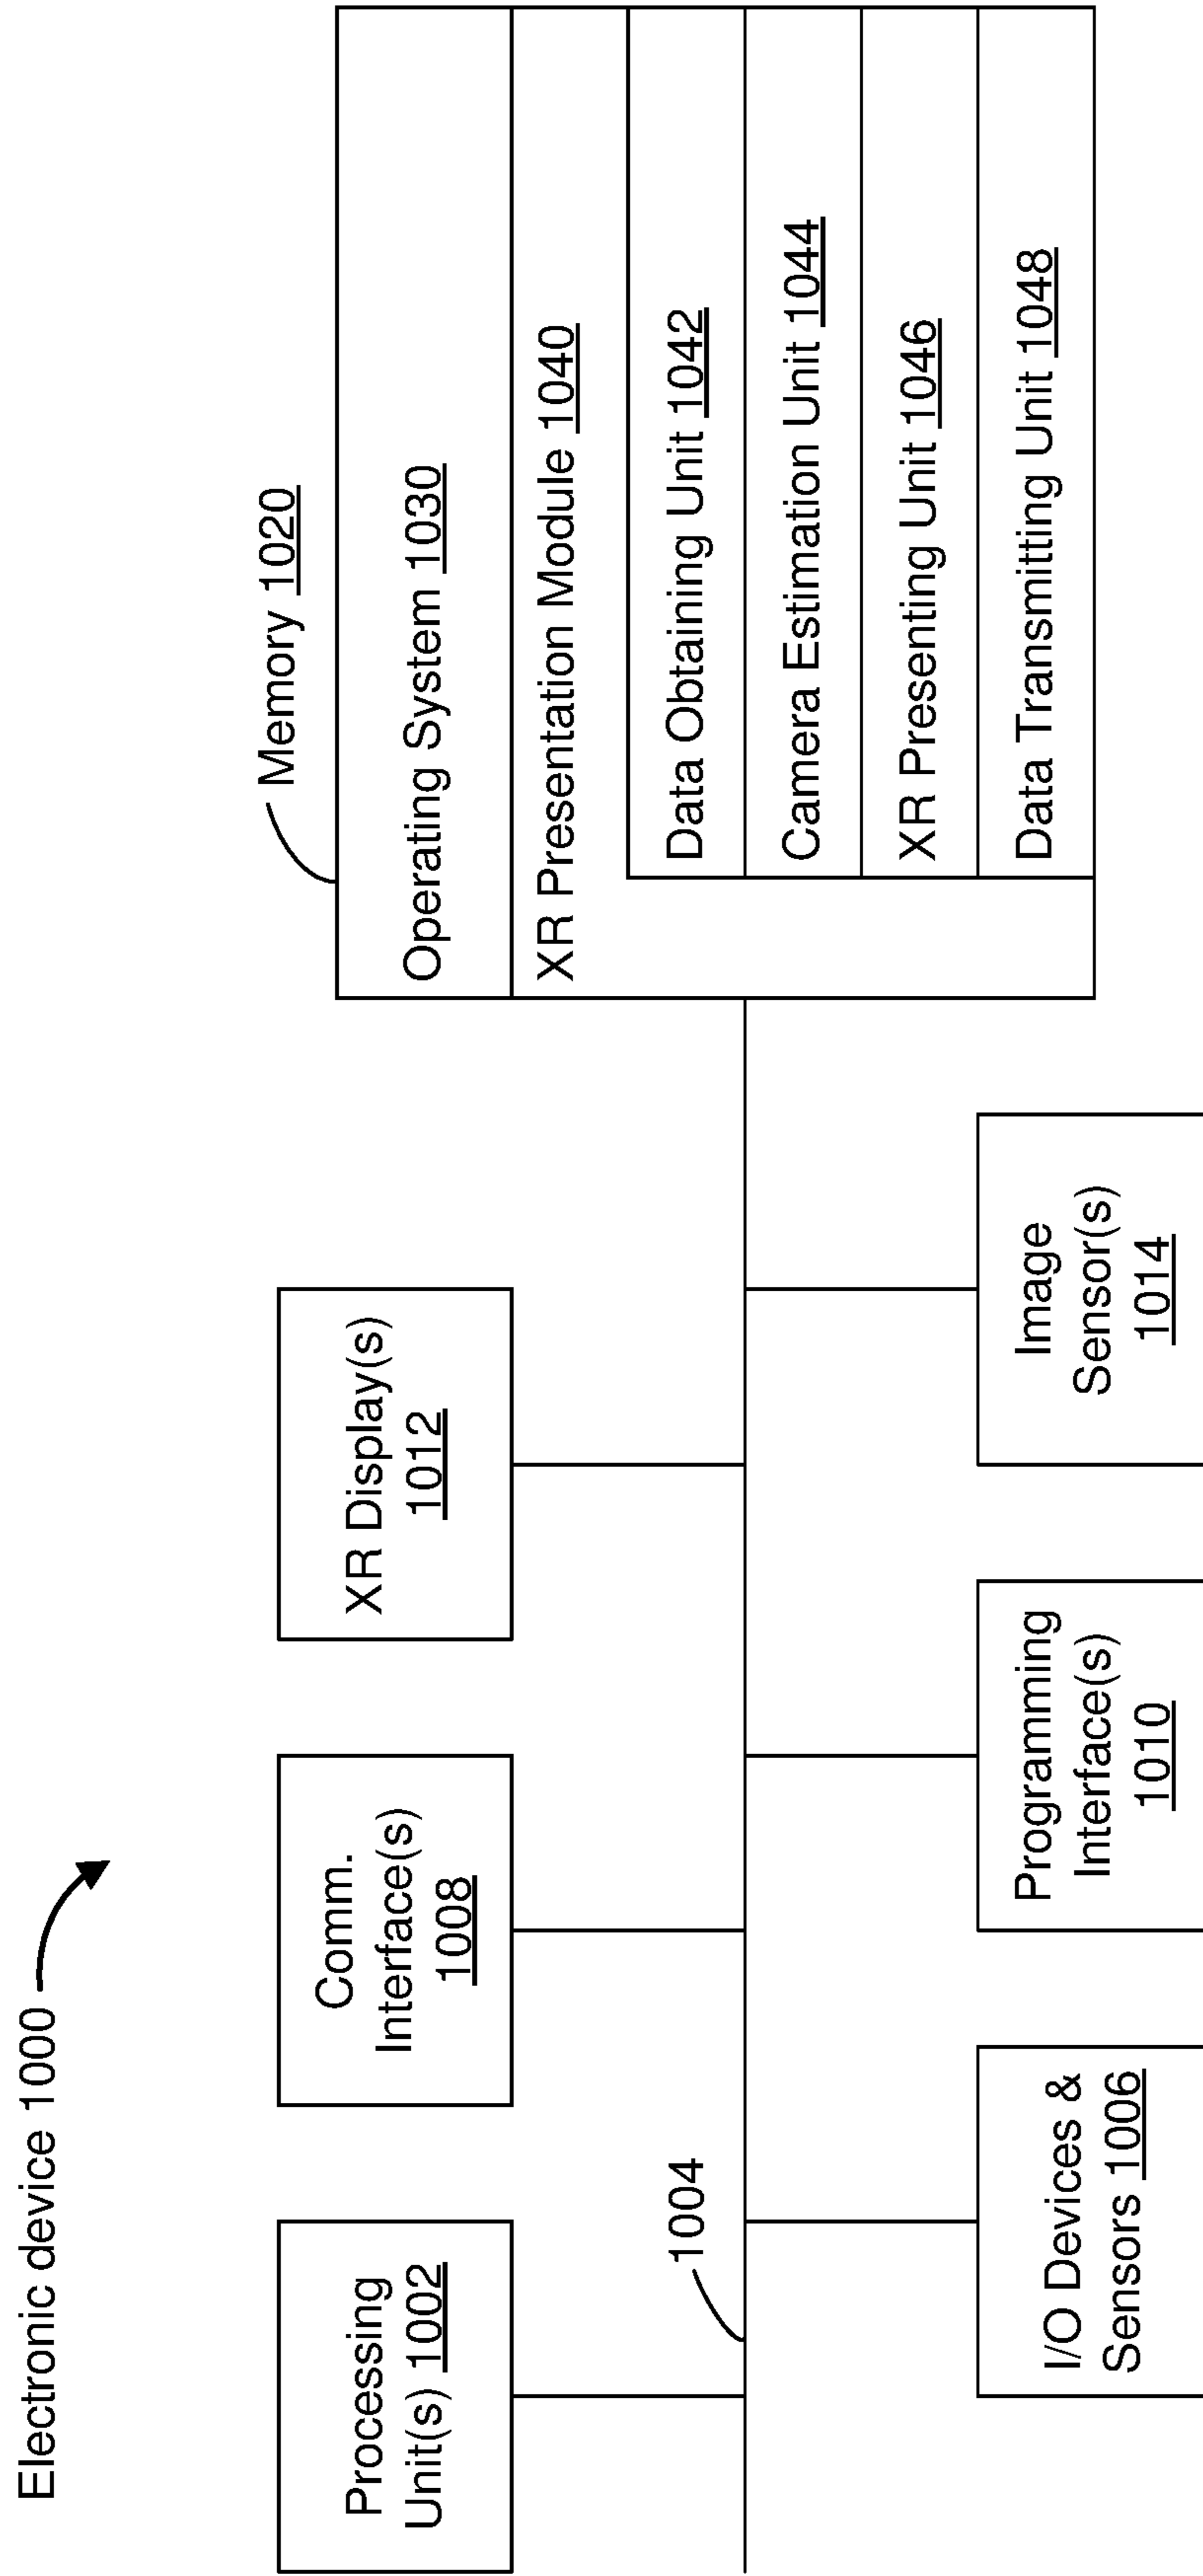 Electronic device 1000
Processing
Unit(s) 1002
Comm.
Interface(s)
1008
XR Display(s)
1012
1004
I/O Devices &
Sensors 1006
Programming
Interface(s)
1010
Image
Sensor(s)
1014
Memory 1020
Operating System 1030
XR Presentation Module 1040
Data Obtaining Unit 1042
Camera Estimation Unit 1044
XR Presenting Unit 1046
Data Transmitting Unit 1048